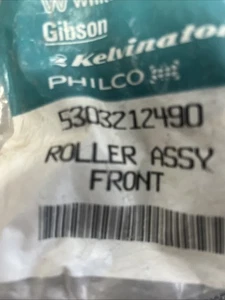 Gibson
Kelvinator
PHILCO
5303212490
ROLLER ASSY
FRONT